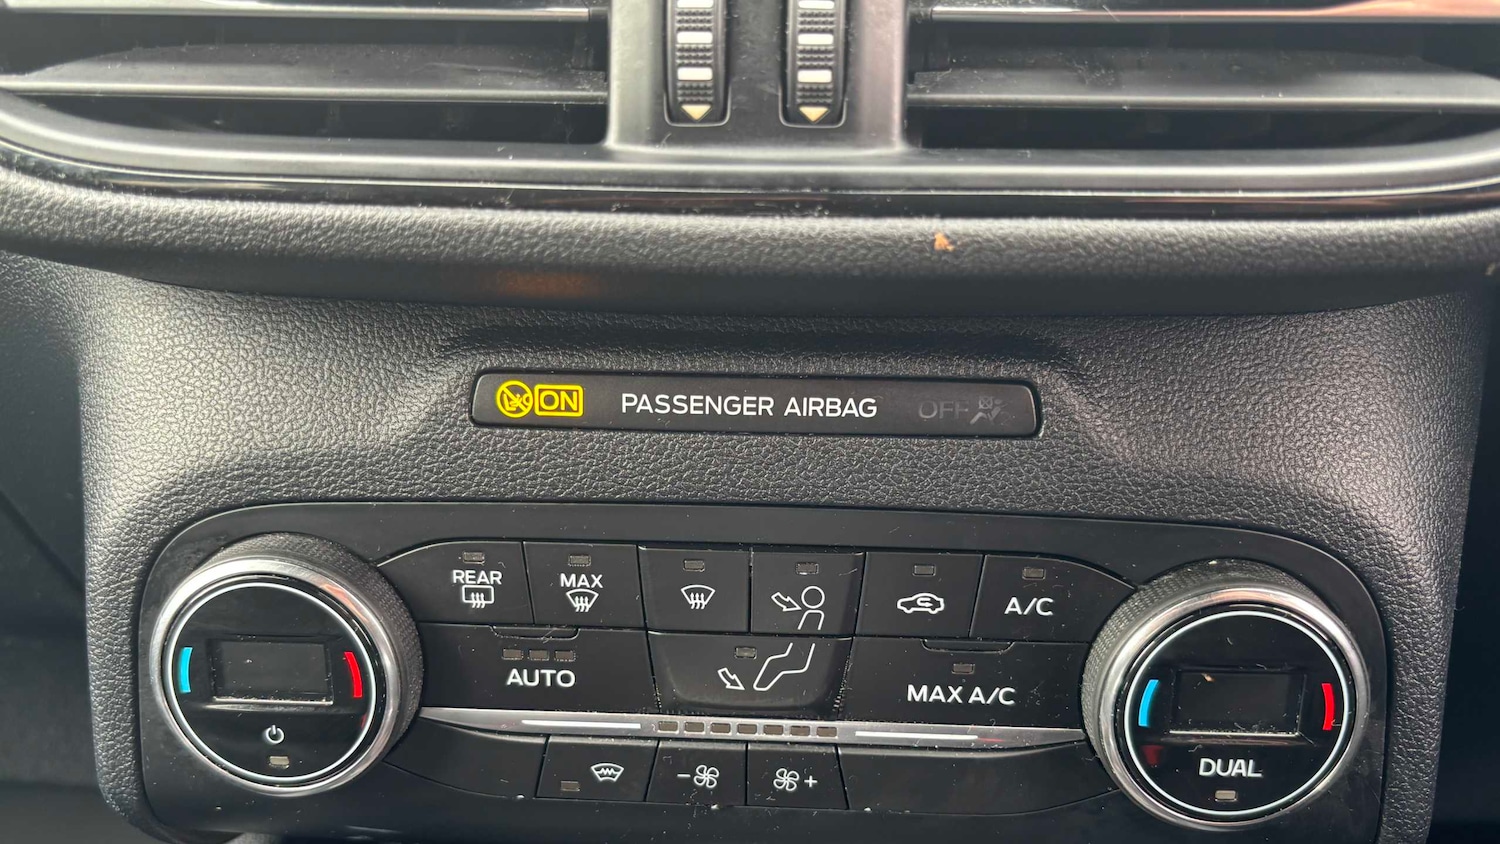 ON PASSENGER AIRBAG OFF
REAR
MAX
A/C
AUTO
MAX A/C
- +
DUAL